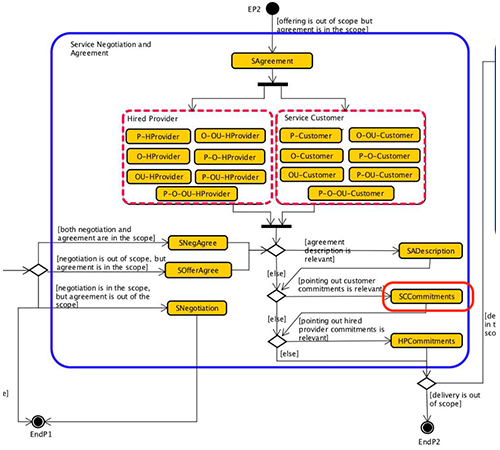 EP2
[offering is out of scope but
agreement is in the scope]
Service Negotiation and
Agreement
SAgreement
Hired Provider
Service Customer
P-HProvider
O-OU-HProvider
P-Customer
O-OU-Customer
O-HProvider
P-O-HProvider
O-Customer
P-O-Customer
OU-HProvider
P-OU-HProvider
OU-Customer
P-OU-Customer
P-O-OU-HProvider
P-O-OU-Customer
[both negotiation and
agreement are in the scope]
SNegAgree
[agreement
description is
relevant]
SADescription
[negotiation is out of scope, but
agreement is in the scope]
SOfferAgree
[else]
[pointing out customer
commitments is relevant]
SCCommitments
[negotiation is in the scope,
but agreement is out of the
scope]
SNegotiation
[else]
[pointing out hired
provider commitments is
relevant]
HPCommitments
[else]
[de
in t
sco
[delivery is out
of scope]
e]
EndP1
EndP2